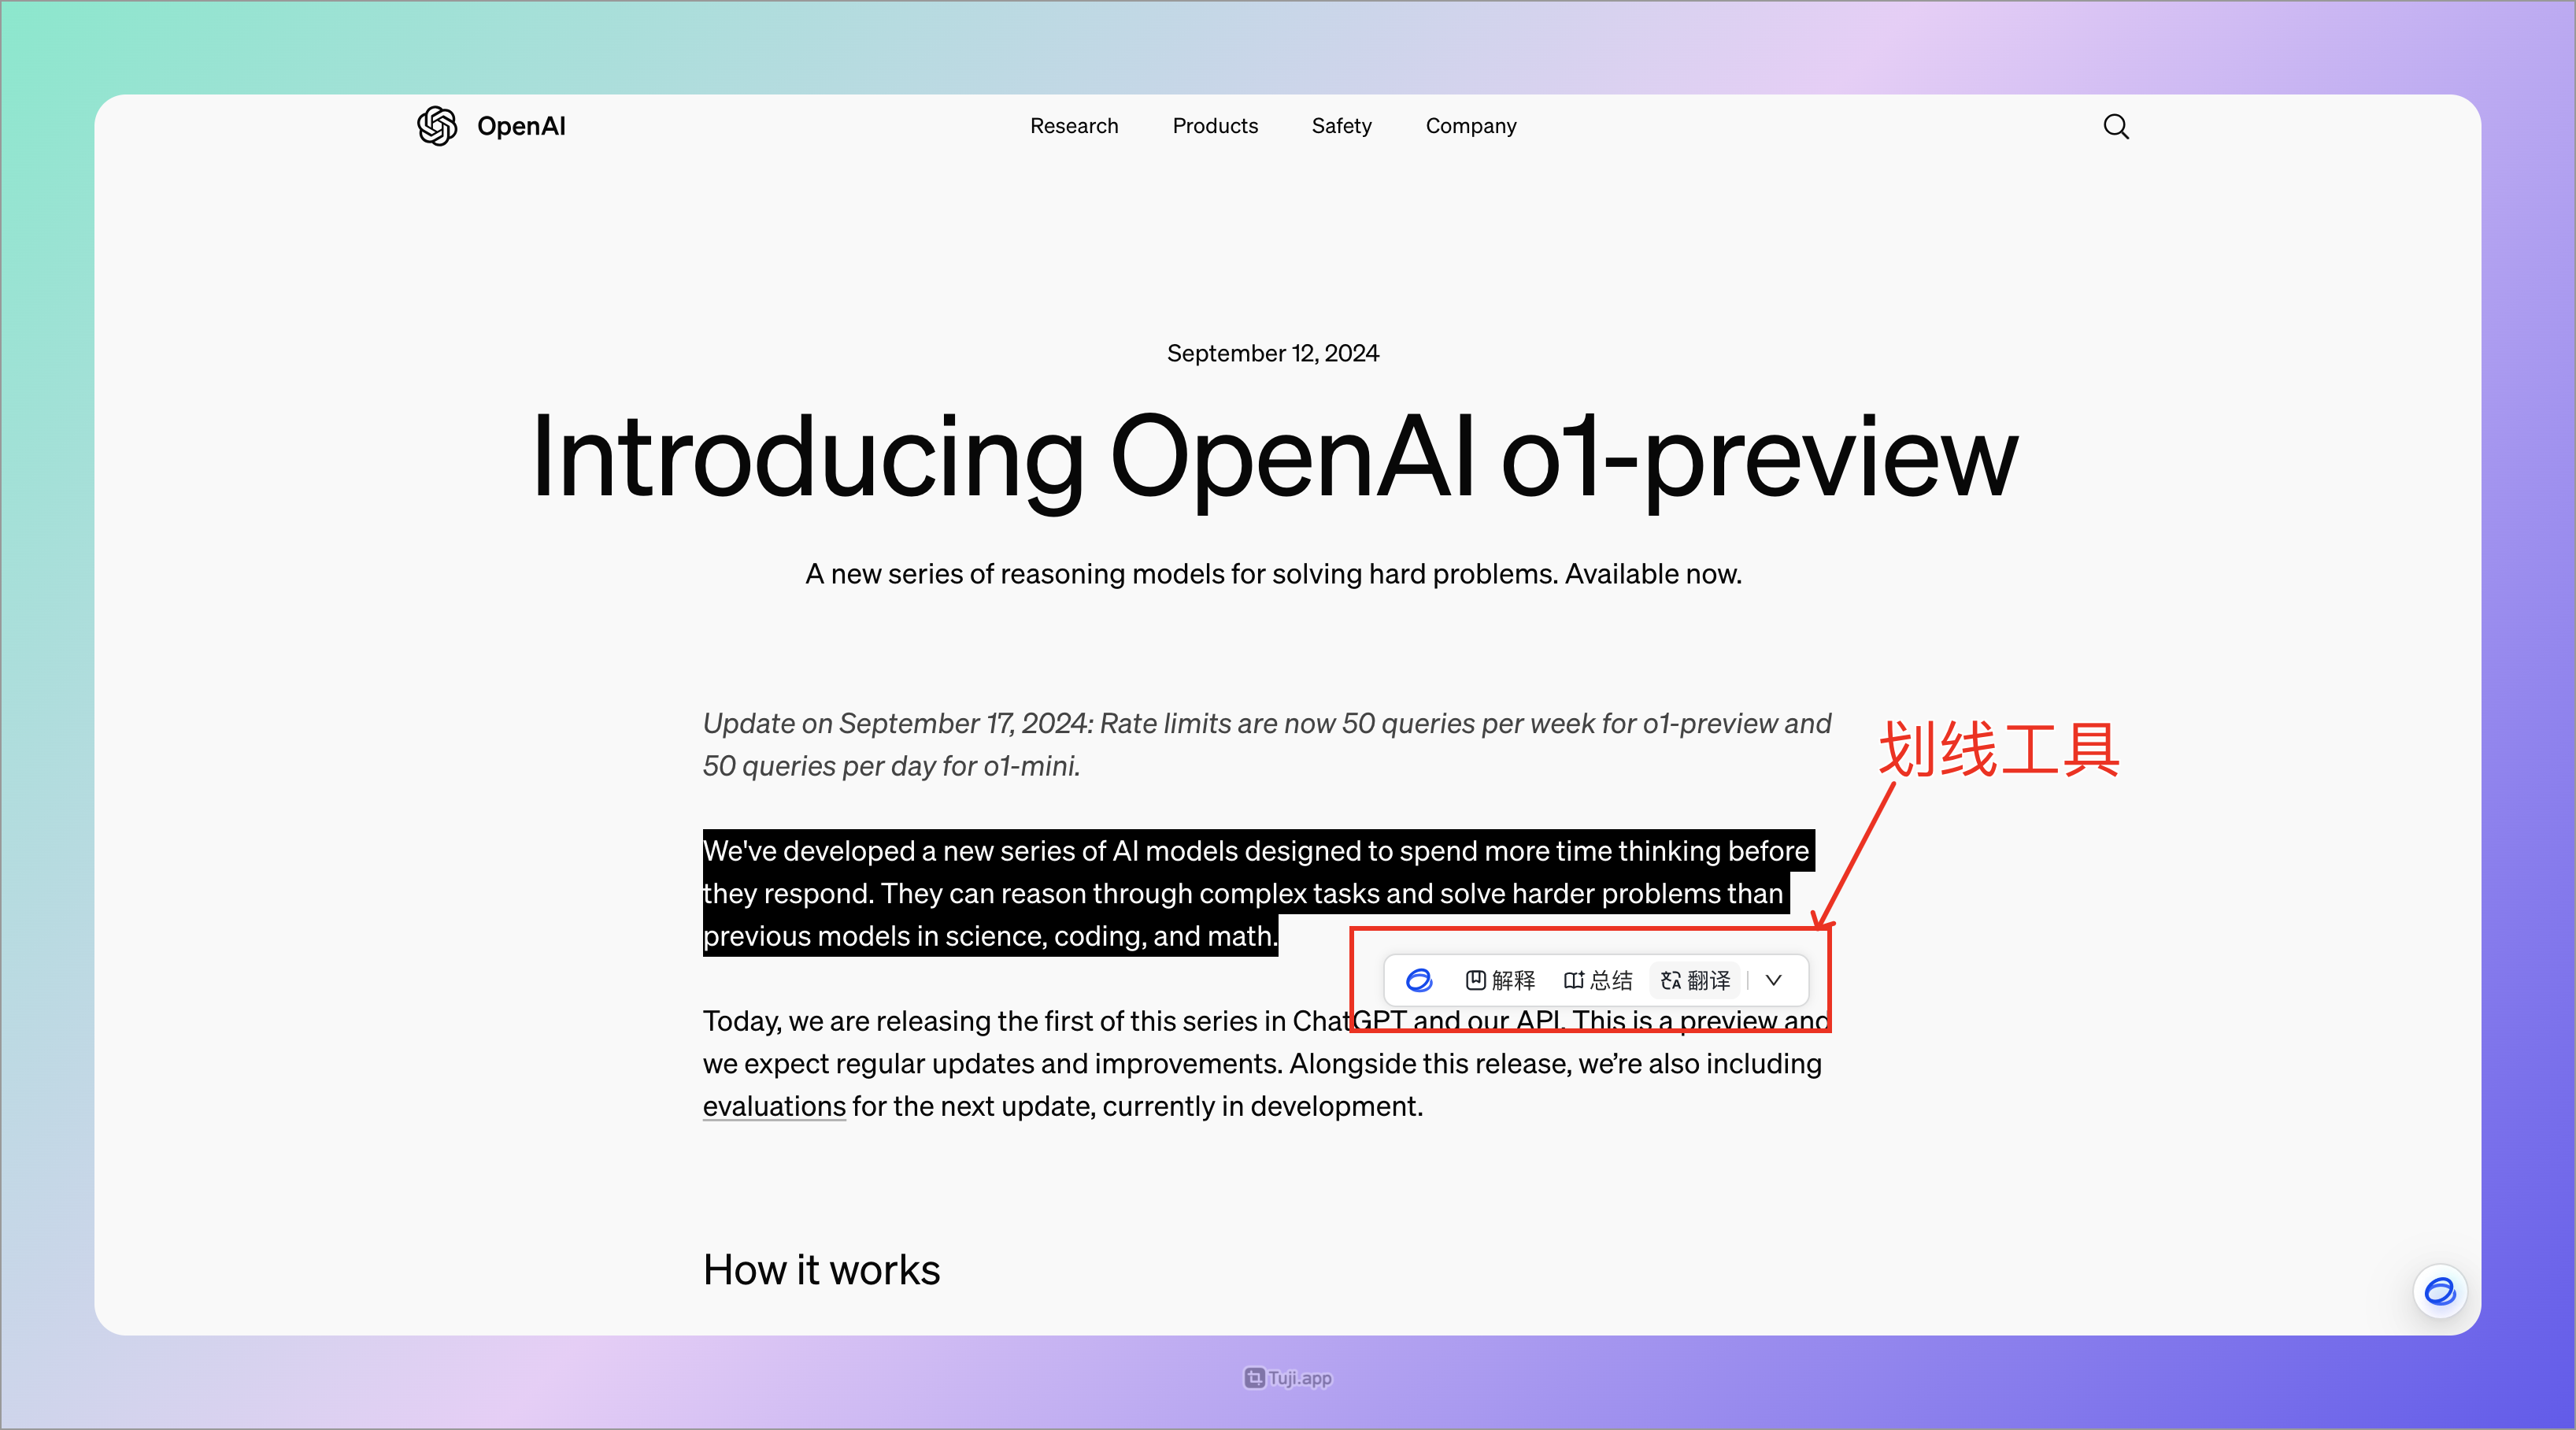 OpenAI
Research Products Safety Company
September 12, 2024
Introducing OpenAI o1-preview
A new series of reasoning models for solving hard problems. Available now.
Update on September 17, 2024: Rate limits are now 50 queries per week for o1-preview and
50 queries per day for o1-mini.
划线工具
We've developed a new series of AI models designed to spend more time thinking before
they respond. They can reason through complex tasks and solve harder problems than
previous models in science, coding, and math.
解释 总结 翻译
Today, we are releasing the first of this series in ChatGPT and our API. This is a preview and
we expect regular updates and improvements. Alongside this release, we’re also including
evaluations for the next update, currently in development.
How it works
Tuji.app